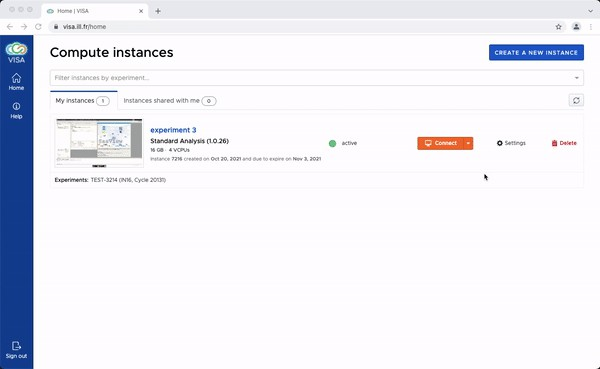 Home | VISA
visa.ill.fr/home
VISA
Home
Help
Sign out
Compute instances
CREATE A NEW INSTANCE
Filter instances by experiment...
My instances 1
Instances shared with me 0
experiment 3
Standard Analysis (1.0.26)
16 GB · 4 VCPUs
Instance 7216 created on Oct 20, 2021 and due to expire on Nov 3, 2021
active
Connect
Settings
Delete
Experiments: TEST-3214 (IN16, Cycle 20131)